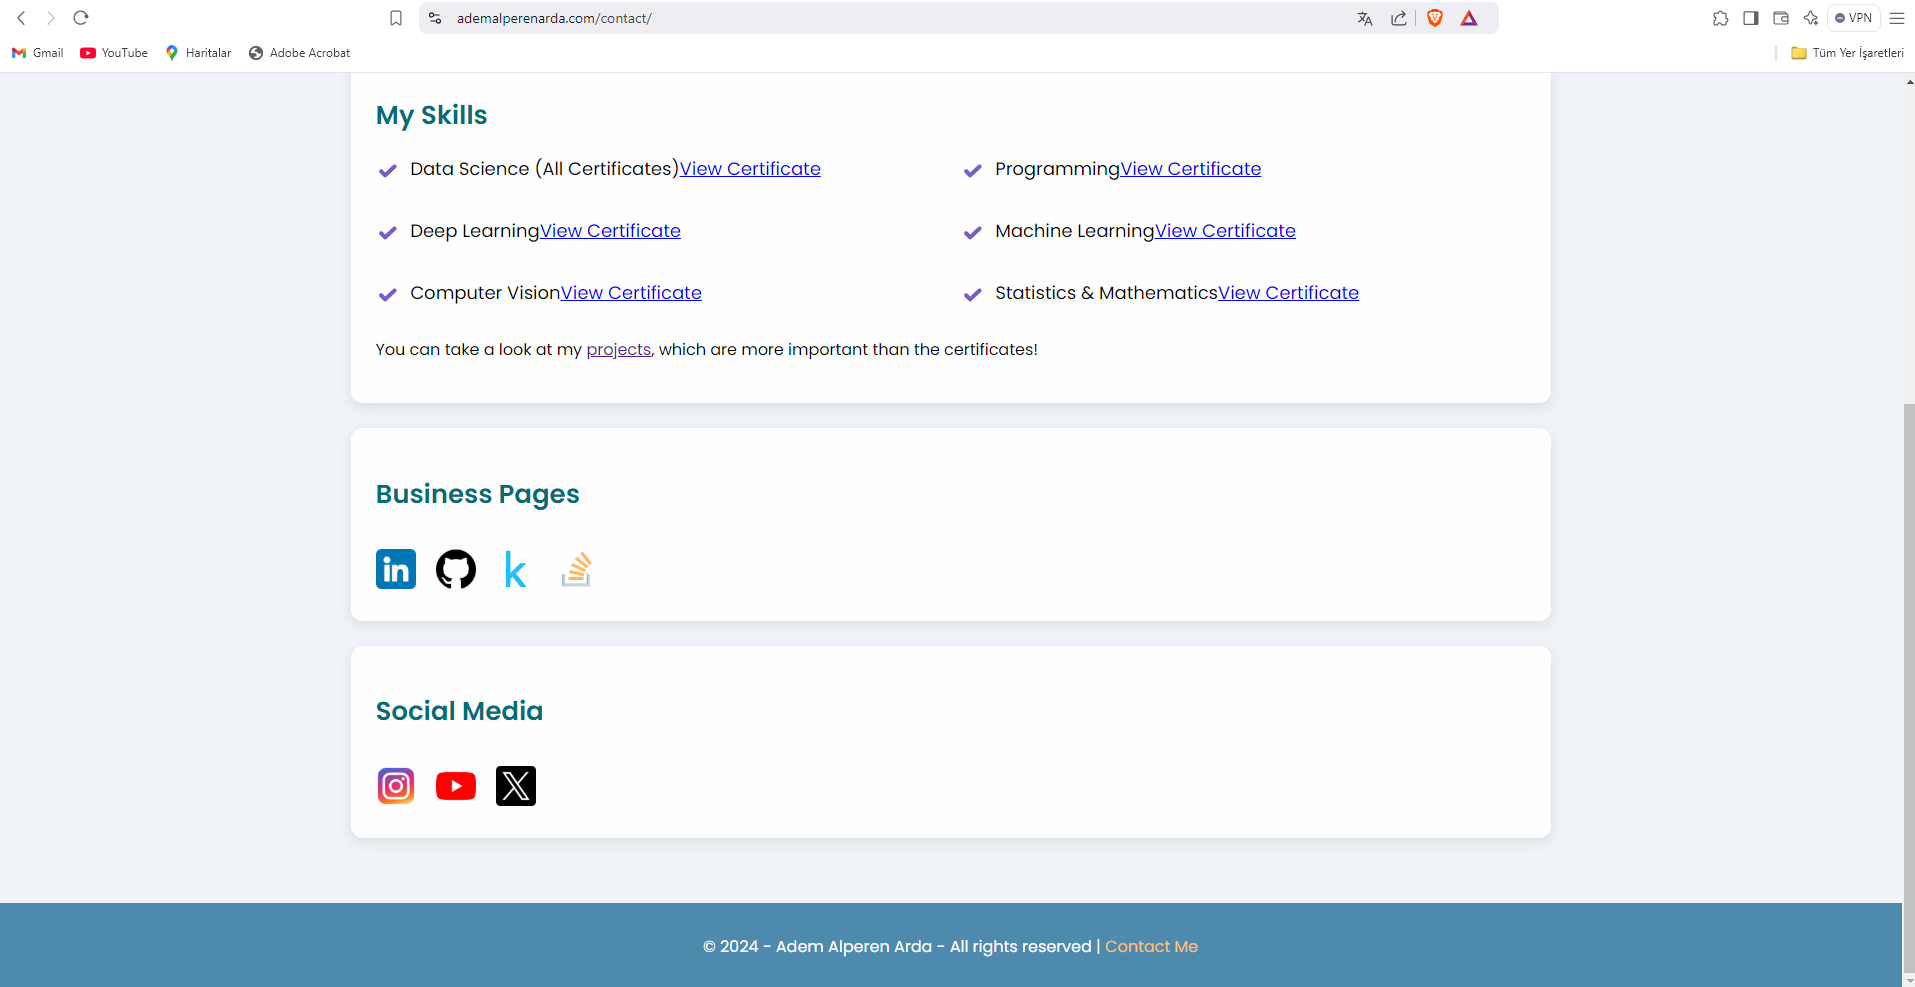 ademalperenarda.com/contact/
VPN
Gmail YouTube Haritalar Adobe Acrobat Tüm Yer İşaretleri
My Skills
Data Science (All Certificates)View Certificate
ProgrammingView Certificate
Deep LearningView Certificate
Machine LearningView Certificate
Computer VisionView Certificate
Statistics & MathematicsView Certificate
You can take a look at my projects, which are more important than the certificates!
Business Pages
in
k
Social Media
X
© 2024 - Adem Alperen Arda - All rights reserved | Contact Me